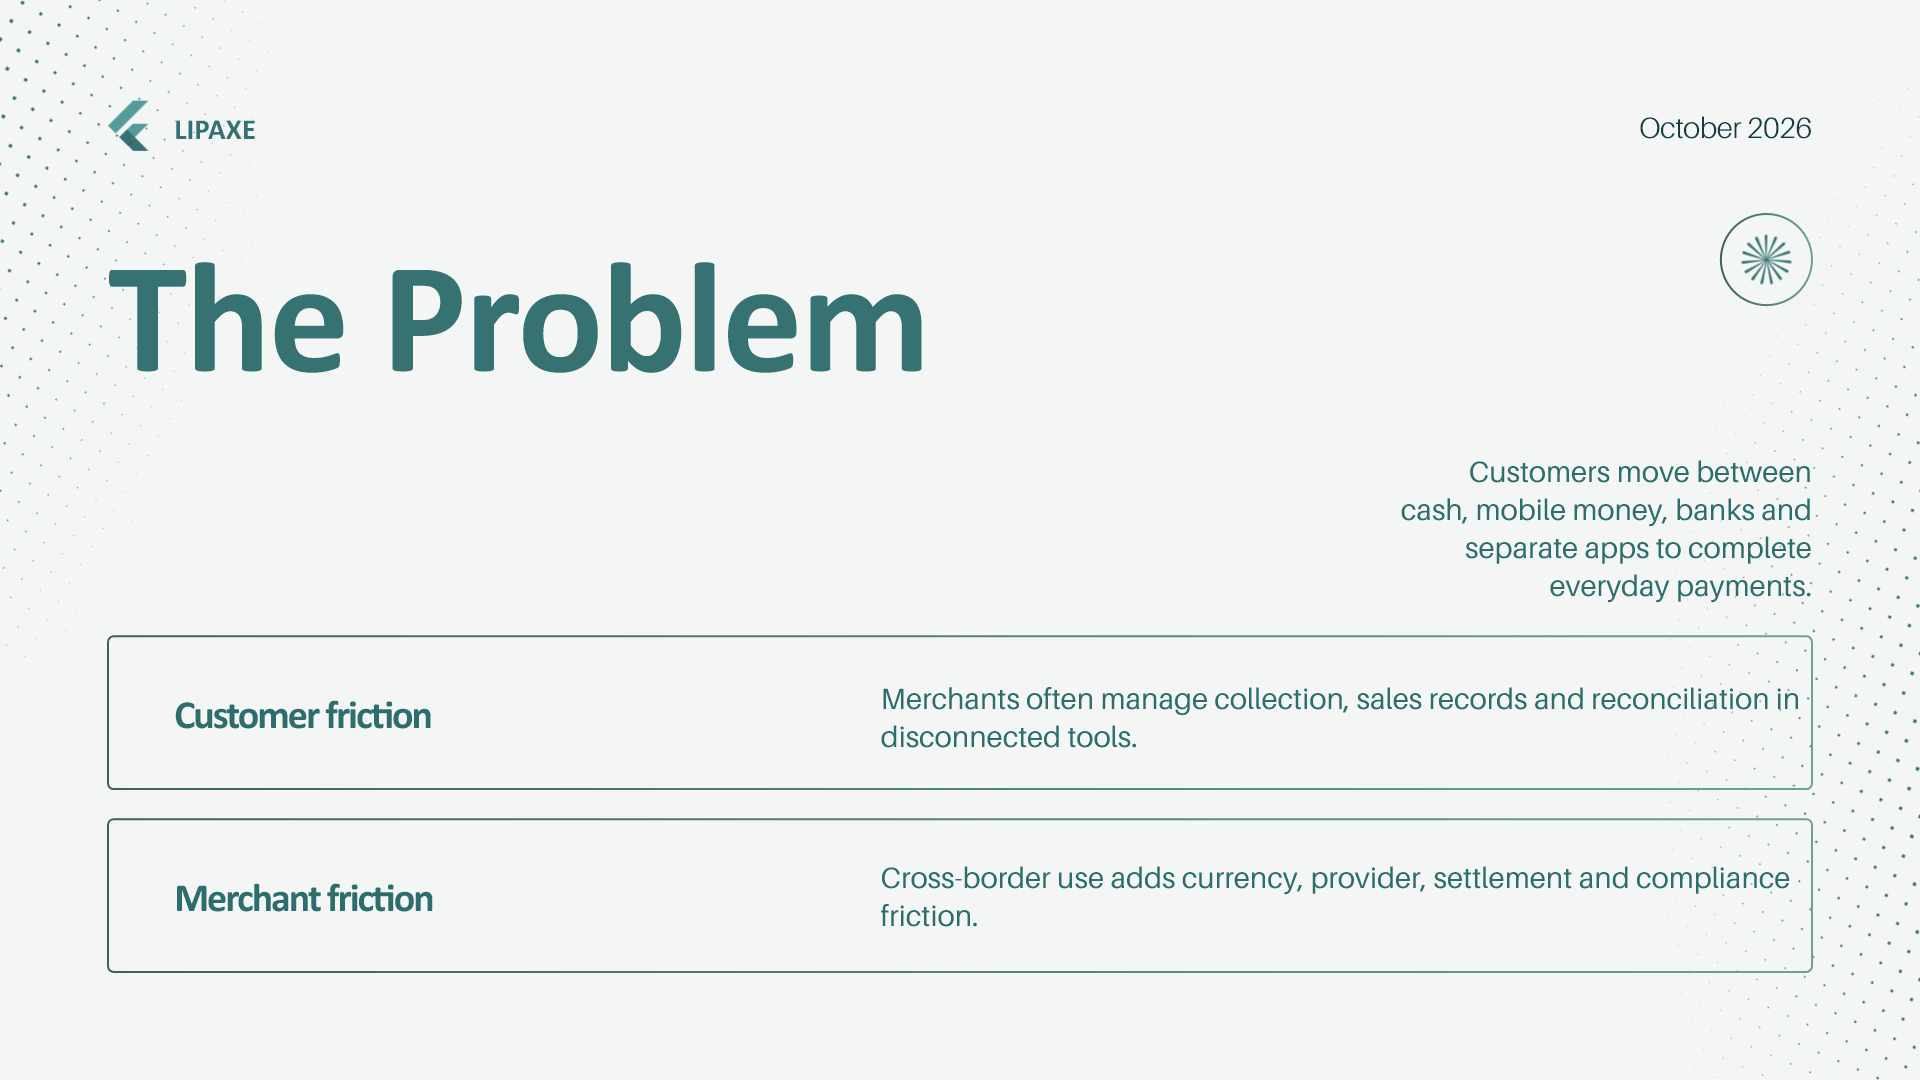 LIPAXE
October 2026
The Problem
Customers move between
cash, mobile money, banks and
separate apps to complete
everyday payments.
Customer friction
Merchants often manage collection, sales records and reconciliation in
disconnected tools.
Merchant friction
Cross-border use adds currency, provider, settlement and compliance
friction.